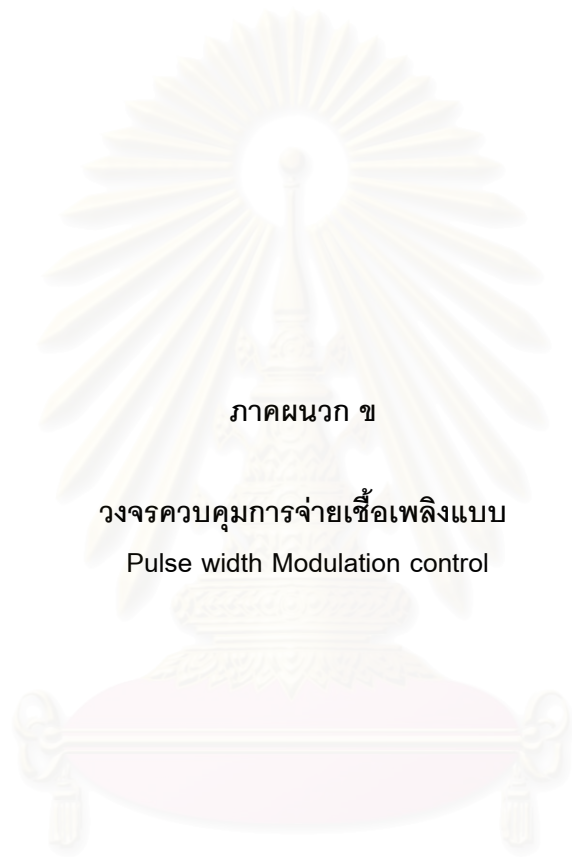 ภาคผนวก ข
วงจรควบคุมการจ่ายเชื้อเพลิงแบบ
Pulse width Modulation control